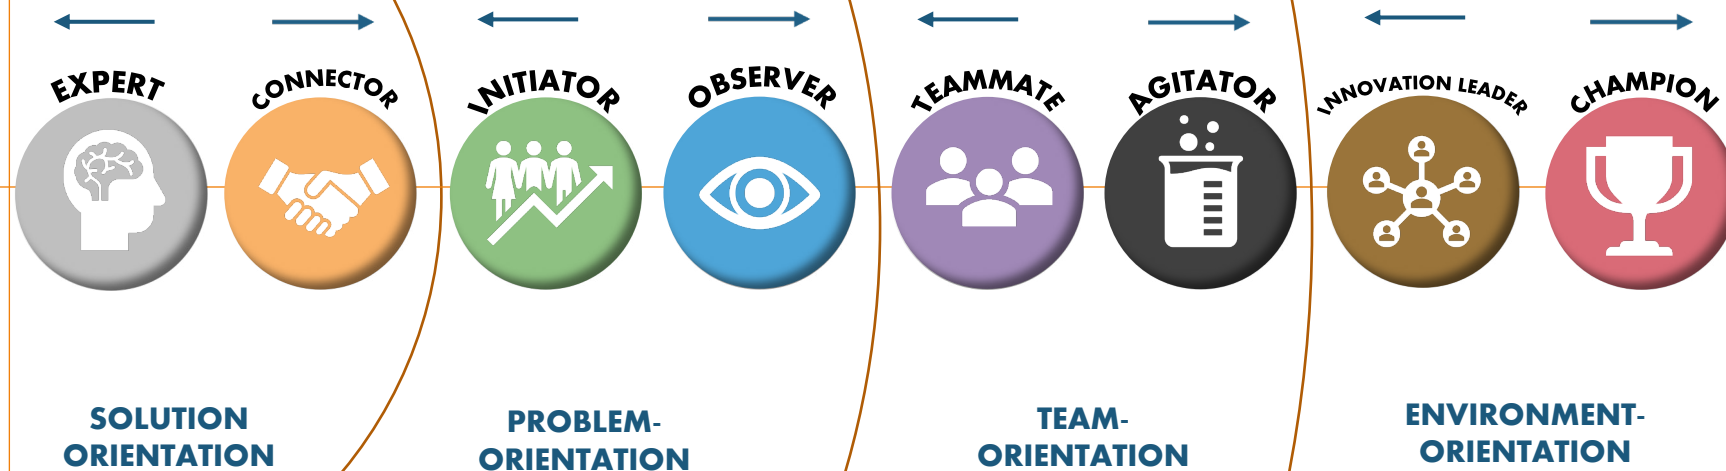 EXPERT
CONNECTOR
INITIATOR
OBSERVER
TEAMMATE
AGITATOR
INNOVATION LEADER
CHAMPION
SOLUTION
ORIENTATION
PROBLEM-
ORIENTATION
TEAM-
ORIENTATION
ENVIRONMENT-
ORIENTATION